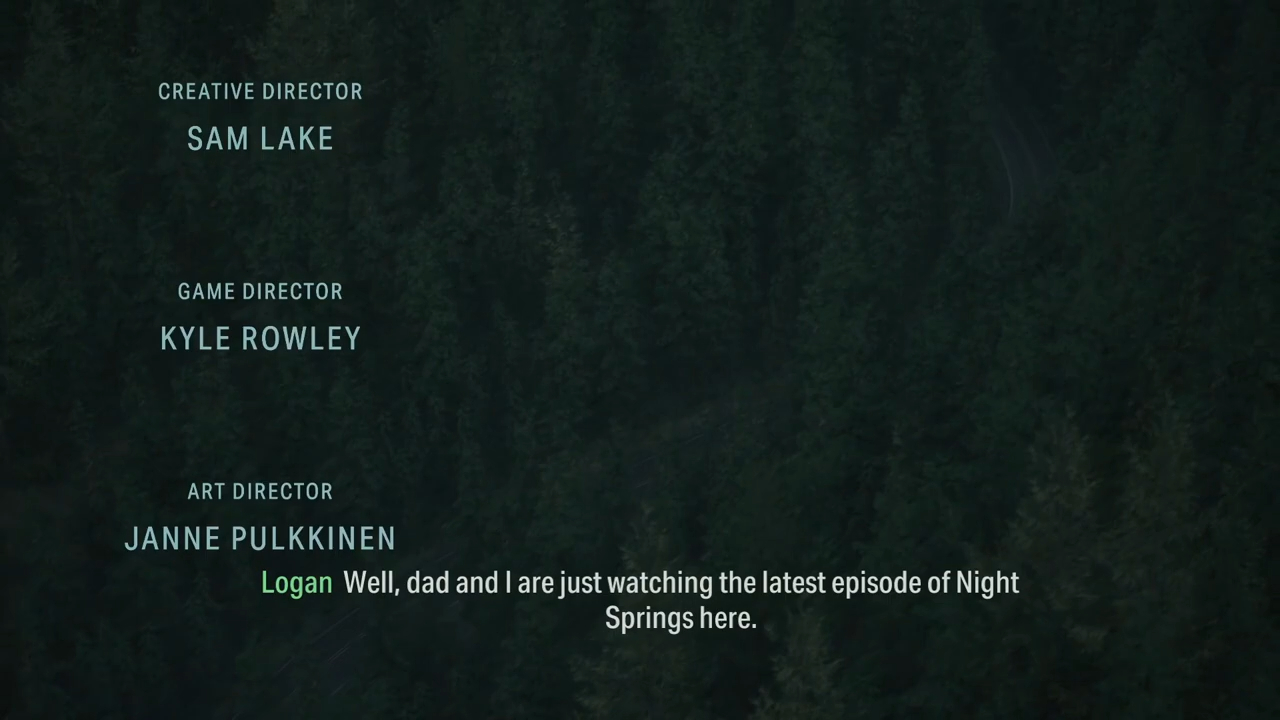 CREATIVE DIRECTOR
SAM LAKE
GAME DIRECTOR
KYLE ROWLEY
ART DIRECTOR
JANNE PULKKINEN
Logan Well, dad and I are just watching the latest episode of Night
Springs here.